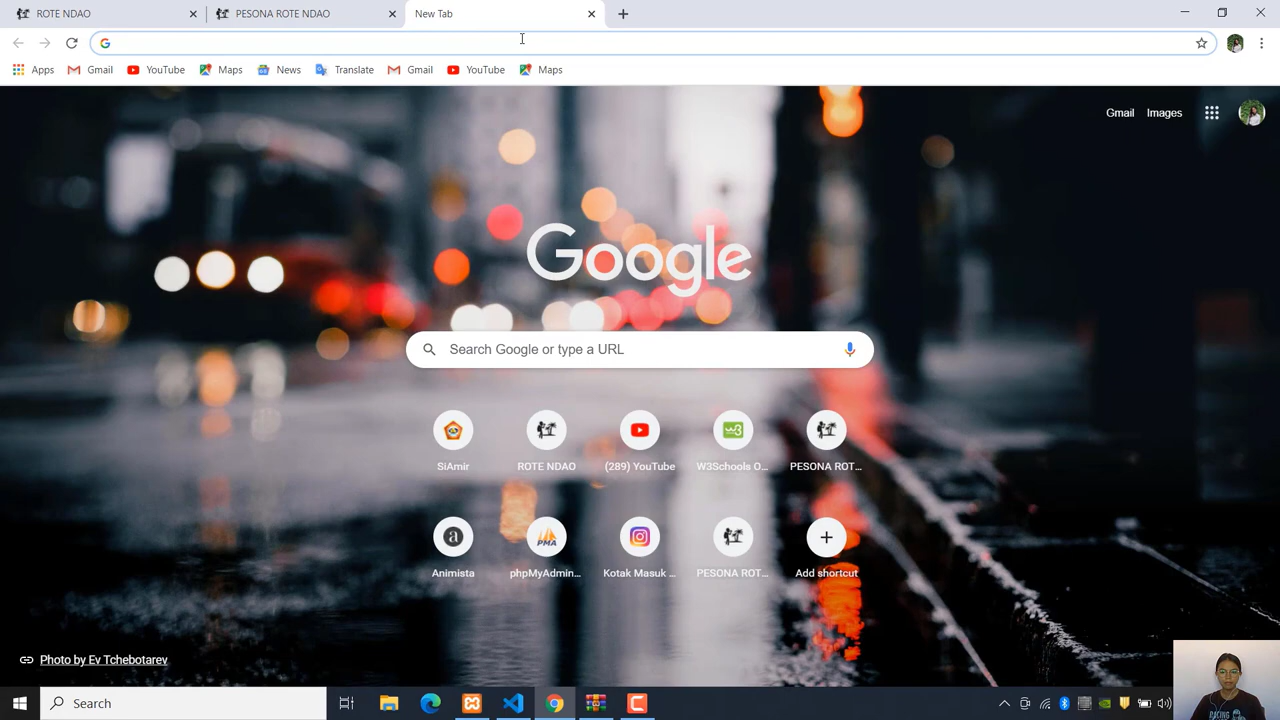 ROTE NDAO
PESONA ROTE NDAO
New Tab
Apps
Gmail
YouTube
Maps
News
Translate
Gmail
YouTube
Maps
Gmail
Images
Google
Search Google or type a URL
SiAmir
ROTE NDAO
(289) YouTube
W3Schools O...
PESONA ROT...
Animista
phpMyAdmin...
Kotak Masuk ...
PESONA ROT...
Add shortcut
Photo by Ev Tchebotarev
Search